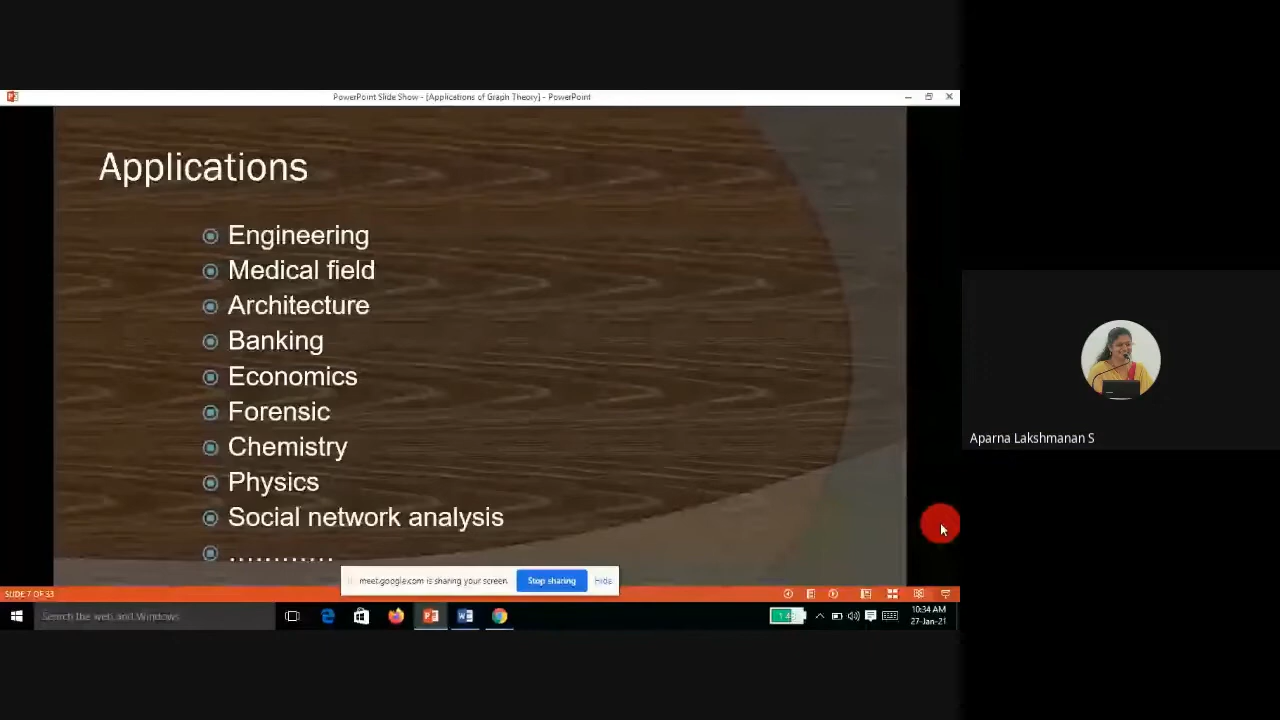 PowerPoint Slide Show - [Applications of Graph Theory] - PowerPoint
Applications
Engineering
Medical field
Architecture
Banking
Economics
Forensic
Chemistry
Physics
Social network analysis
............
Aparna Lakshmanan S
meet.google.com is sharing your screen.
Stop sharing
Hide
SLIDE 7 OF 33
Search the web and Windows
10:34 AM
27-Jan-21